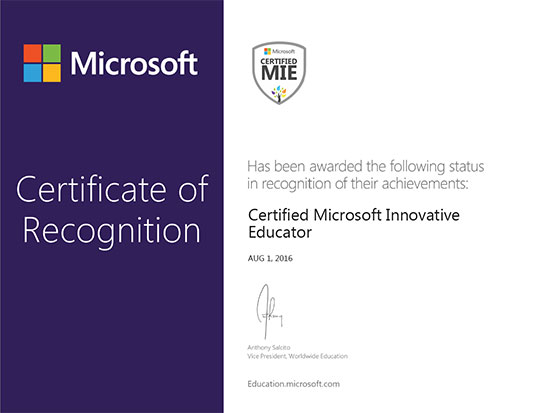 Microsoft
Certificate of
Recognition
Microsoft
CERTIFIED
MIE
Has been awarded the following status
in recognition of their achievements:
Certified Microsoft Innovative
Educator
AUG 1, 2016
Anthony Salcito
Vice President, Worldwide Education
Education.microsoft.com